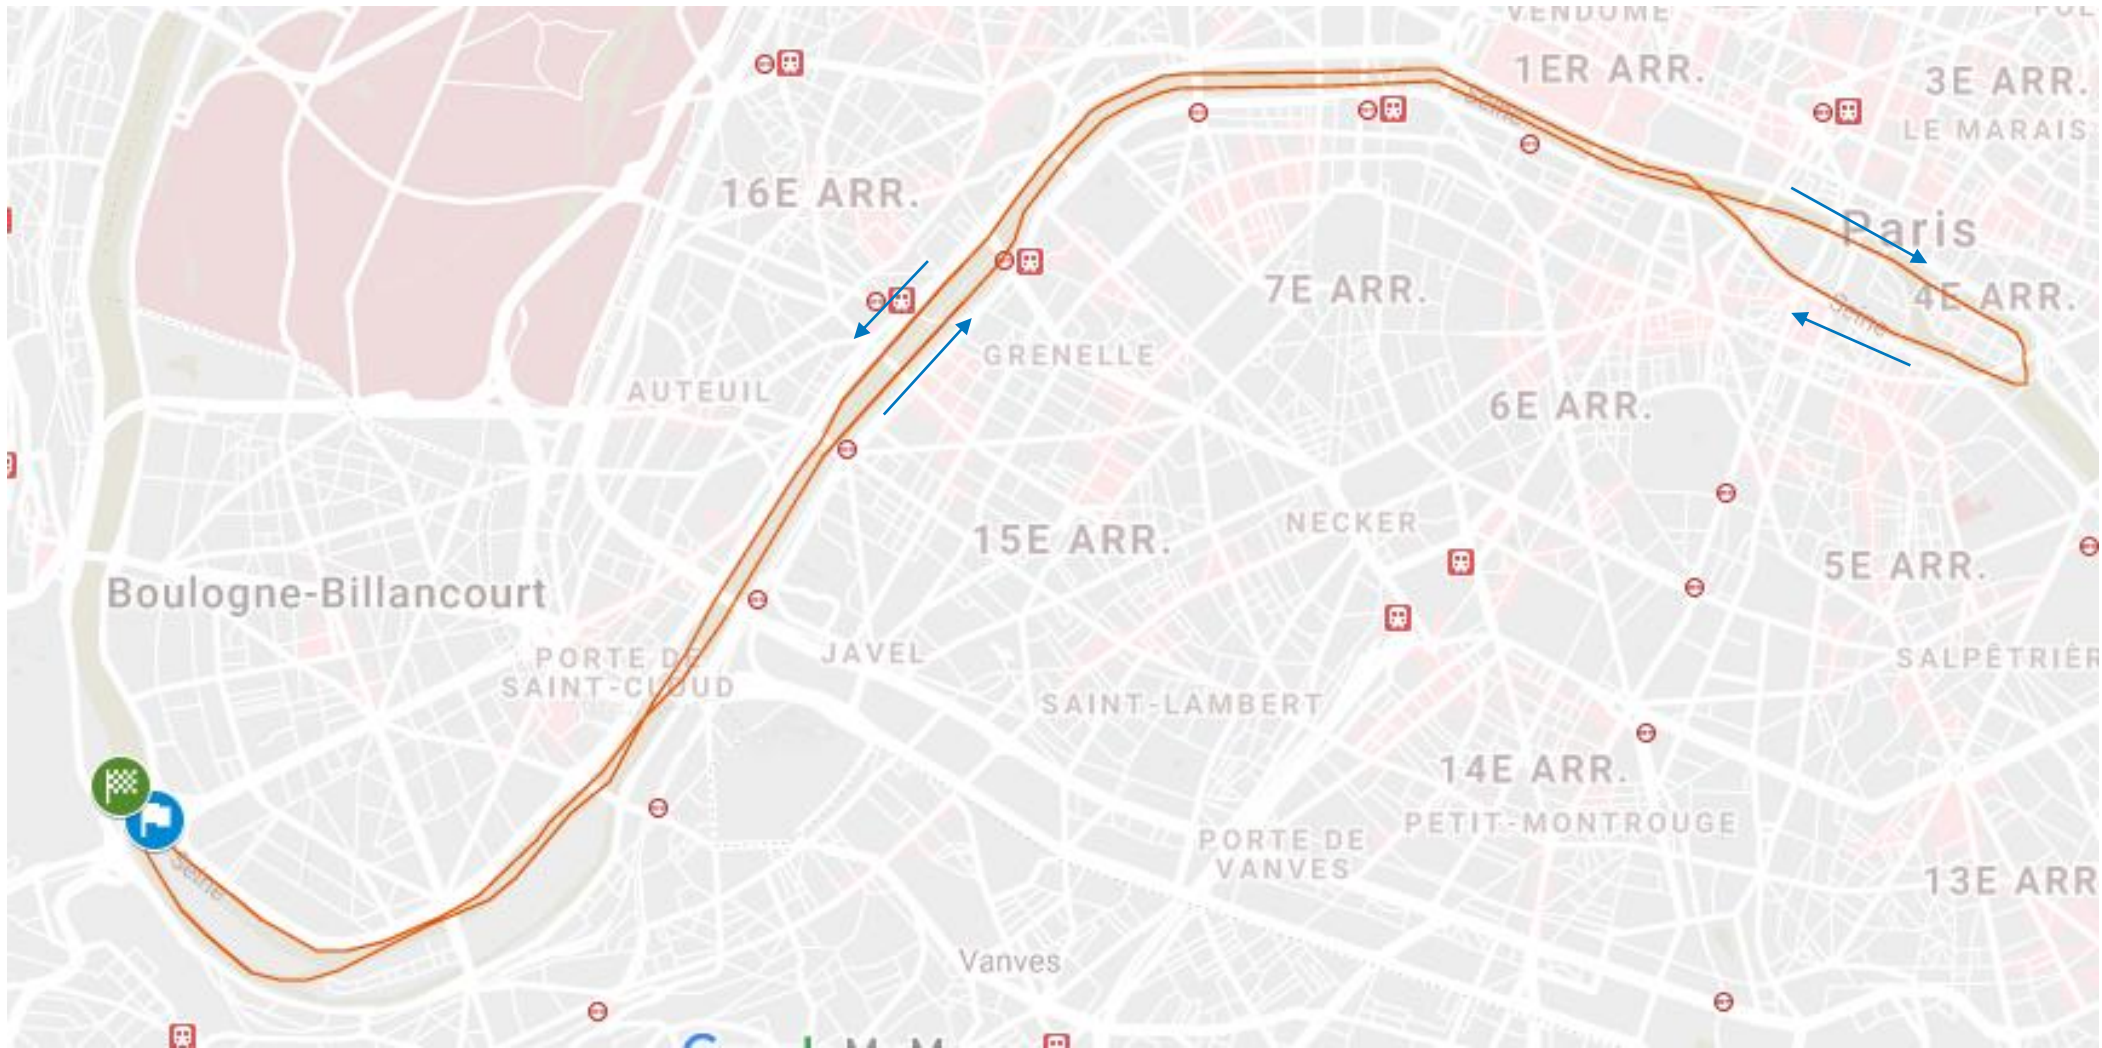 VENDÔME
1ER ARR.
3E ARR.
LE MARAIS
Seine
16E ARR.
Paris
7E ARR.
4E ARR.
Seine
GRENELLE
AUTEUIL
6E ARR.
15E ARR.
NECKER
5E ARR.
Boulogne-Billancourt
PORTE DE
SAINT-CLOUD
JAVEL
SALPÊTRIÈR
SAINT-LAMBERT
14E ARR.
PETIT-MONTROUGE
PORTE DE
VANVES
Seine
13E ARR
Vanves